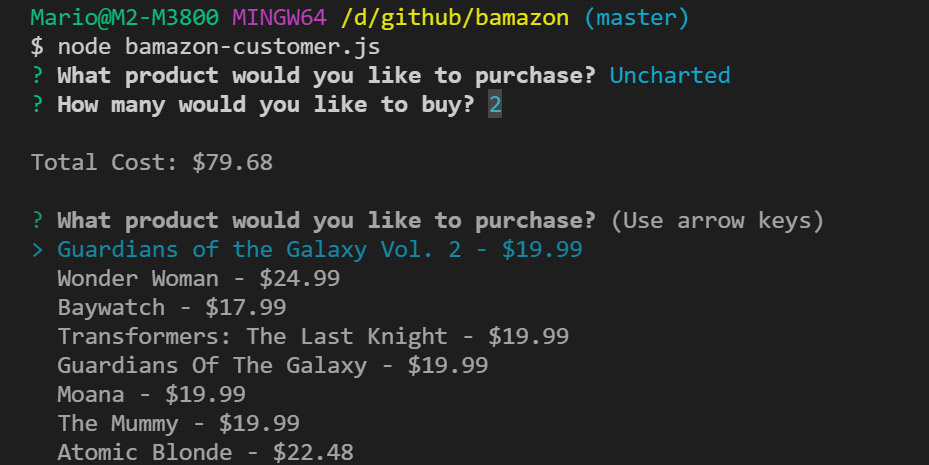 Mario@M2-M3800 MINGW64 /d/github/bamazon (master)
$ node bamazon-customer.js
? What product would you like to purchase? Uncharted
? How many would you like to buy? 2
Total Cost: $79.68
? What product would you like to purchase? (Use arrow keys)
> Guardians of the Galaxy Vol. 2 - $19.99
Wonder Woman - $24.99
Baywatch - $17.99
Transformers: The Last Knight - $19.99
Guardians Of The Galaxy - $19.99
Moana - $19.99
The Mummy - $19.99
Atomic Blonde - $22.48